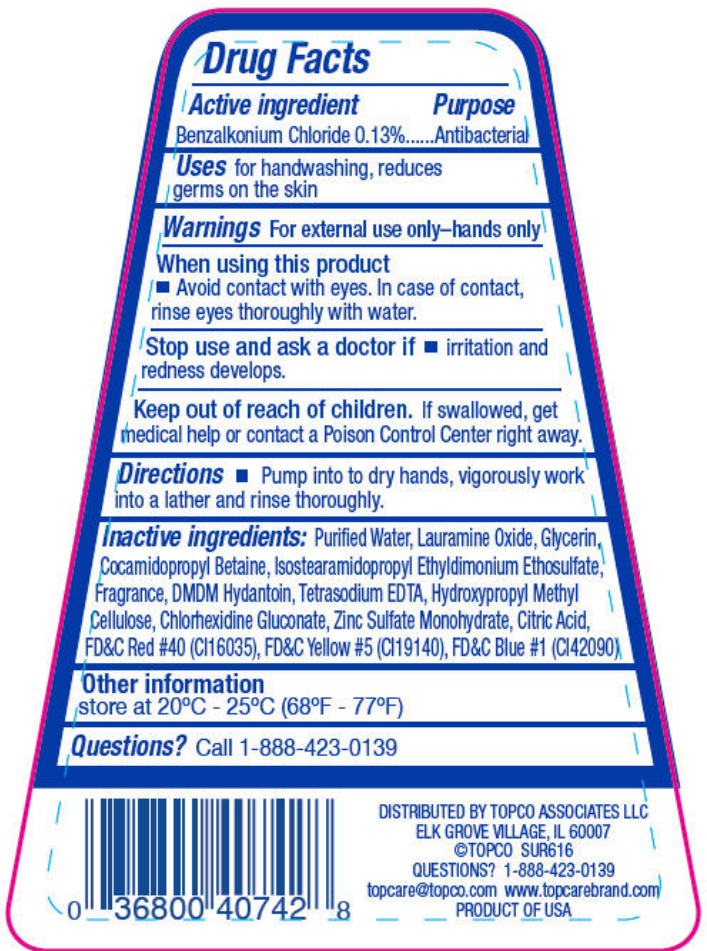 Drug Facts
Active ingredient Purpose
Benzalkonium Chloride 0.13%......Antibacterial
Uses for handwashing, reduces
germs on the skin
Warnings For external use only–hands only
When using this product
■ Avoid contact with eyes. In case of contact,
rinse eyes thoroughly with water.
Stop use and ask a doctor if ■ irritation and
redness develops.
Keep out of reach of children. If swallowed, get
medical help or contact a Poison Control Center right away.
Directions ■ Pump into to dry hands, vigorously work
into a lather and rinse thoroughly.
Inactive ingredients: Purified Water, Lauramine Oxide, Glycerin,
Cocamidopropyl Betaine, Isostearamidopropyl Ethyldimonium Ethosulfate,
Fragrance, DMDM Hydantoin, Tetrasodium EDTA, Hydroxypropyl Methyl
Cellulose, Chlorhexidine Gluconate, Zinc Sulfate Monohydrate, Citric Acid,
FD&C Red #40 (CI16035), FD&C Yellow #5 (CI19140), FD&C Blue #1 (CI42090)
Other information
store at 20ºC - 25ºC (68ºF - 77ºF)
Questions? Call 1-888-423-0139
DISTRIBUTED BY TOPCO ASSOCIATES LLC
ELK GROVE VILLAGE, IL 60007
©TOPCO SUR616
QUESTIONS? 1-888-423-0139
topcare@topco.com www.topcarebrand.com
PRODUCT OF USA
0 36800 40742 8